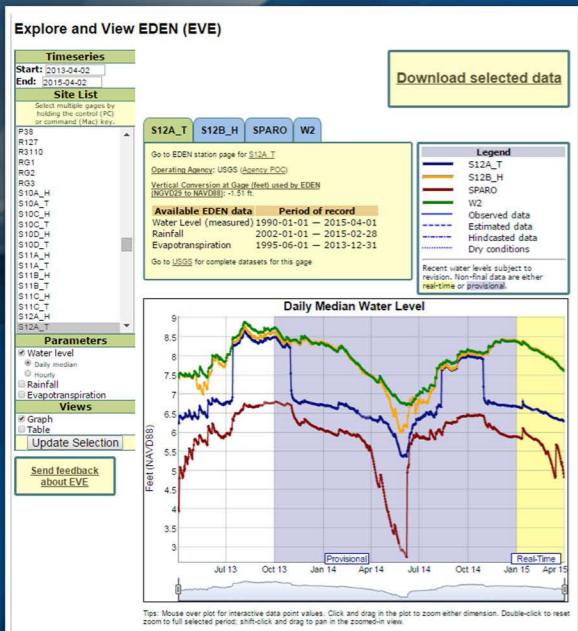 Explore and View EDEN (EVE)
Timeseries
Start: 2013-04-02
End: 2015-04-02
Site List
Select multiple gages by
holding the control (PC)
or command (Mac) key.
P38
R127
R3110
RG1
RG2
RG3
S10A_H
S10A_T
S10C_H
S10C_T
S10D_H
S10D_T
S11A_H
S11A_T
S11B_H
S11B_T
S11C_H
S11C_T
S12A_H
S12A_T
Parameters
Water level
Daily median
Hourly
Rainfall
Evapotranspiration
Views
Graph
Table
Update Selection
Send feedback
about EVE
Download selected data
S12A_T S12B_H SPARO W2
Go to EDEN station page for S12A_T
Operating Agency: USGS (Agency POC)
Vertical Conversion at Gage (feet) used by EDEN
(NGVD29 to NAVD88): -1.51 ft.
Available EDEN data Period of record
Water Level (measured) 1990-01-01 — 2015-04-01
Rainfall 2002-01-01 — 2015-02-28
Evapotranspiration 1995-06-01 — 2013-12-31
Go to USGS for complete datasets for this gage
Legend
S12A_T
S12B_H
SPARO
W2
Observed data
Estimated data
Hindcasted data
Dry conditions
Recent water levels subject to
revision. Non-final data are either
real-time or provisional.
Daily Median Water Level
Feet (NAVD88)
9
8.5
8
7.5
7
6.5
6
5.5
5
4.5
4
3.5
3
Provisional
Real-Time
Jul 13 Oct 13 Jan 14 Apr 14 Jul 14 Oct 14 Jan 15 Apr 15
Tips: Mouse over plot for interactive data point values. Click and drag in the plot to zoom either dimension. Double-click to reset
zoom to full selected period; shift-click and drag to pan in the zoomed-in view.